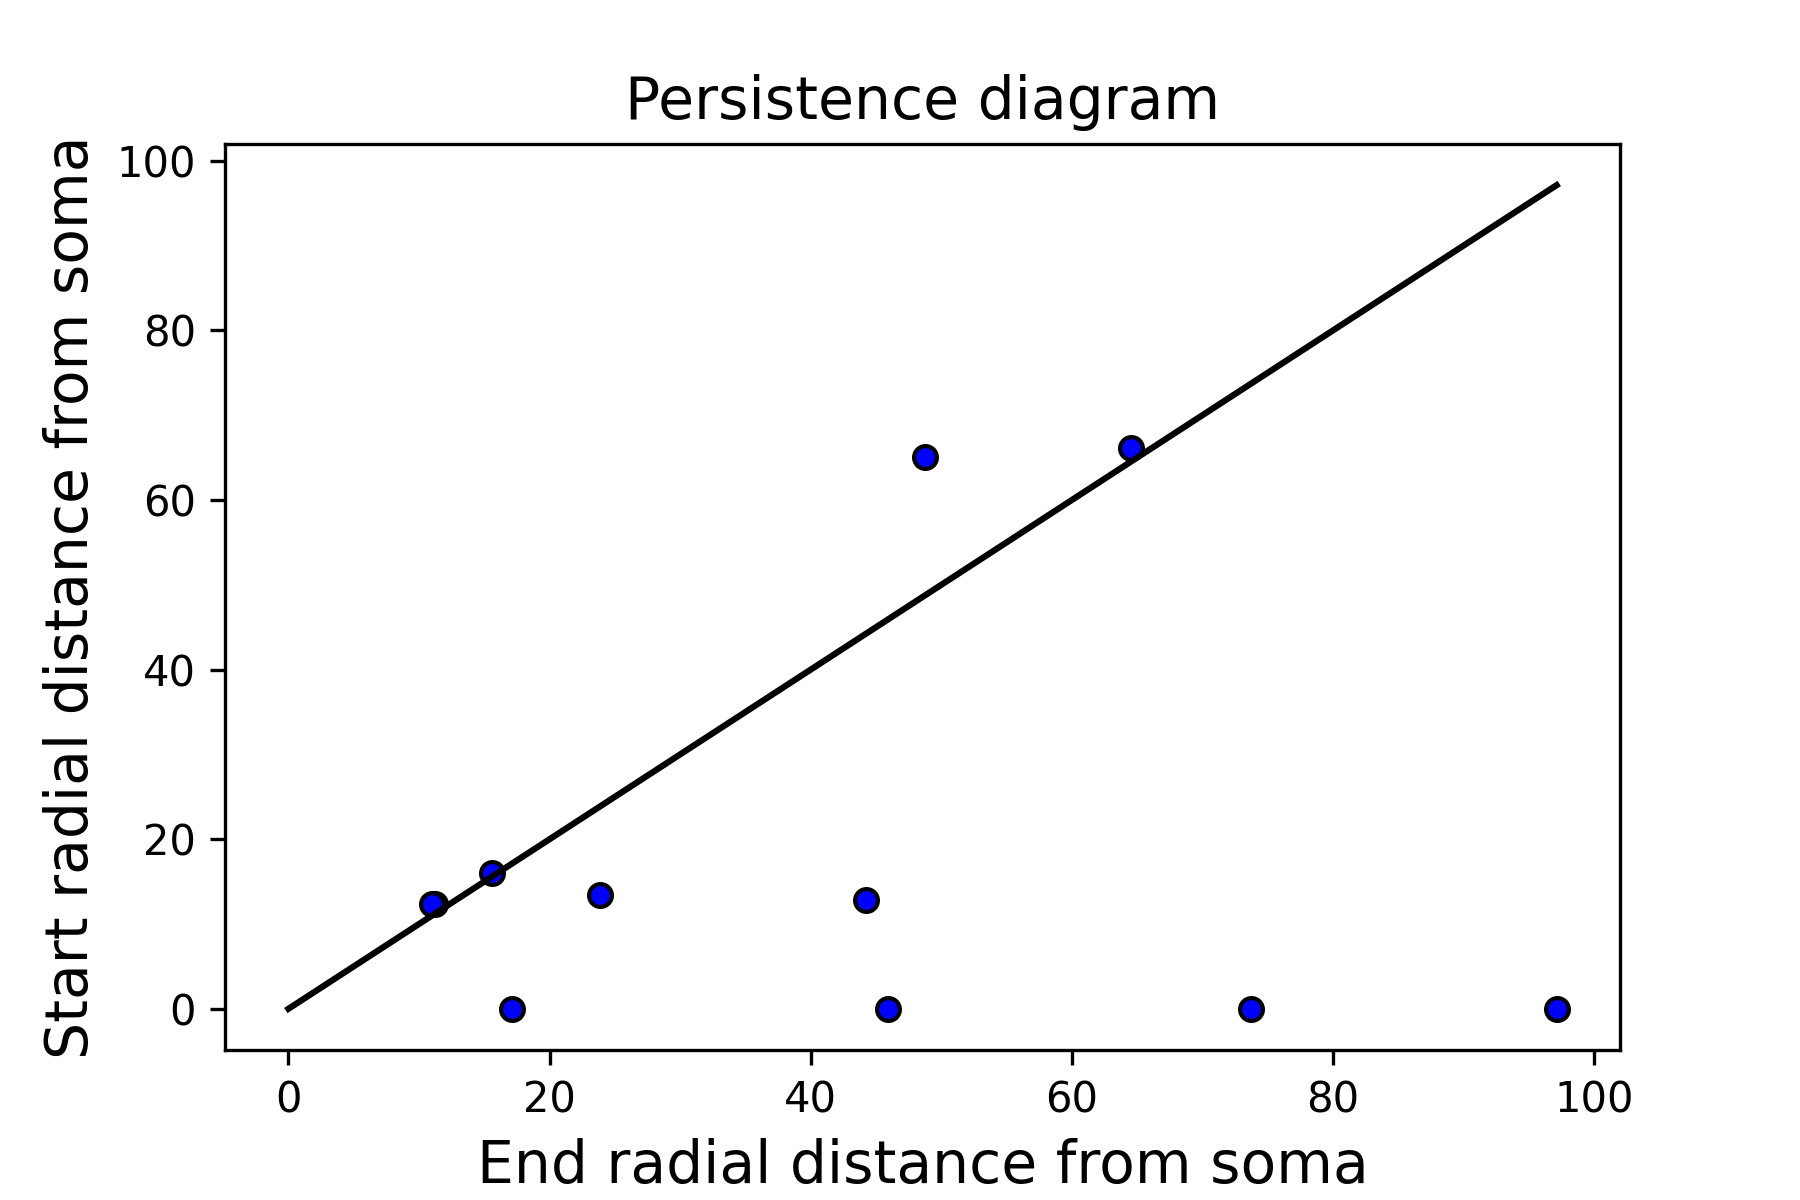 Persistence diagram
Start radial distance from soma
100
80
60
40
20
0
0 20 40 60 80 100
End radial distance from soma